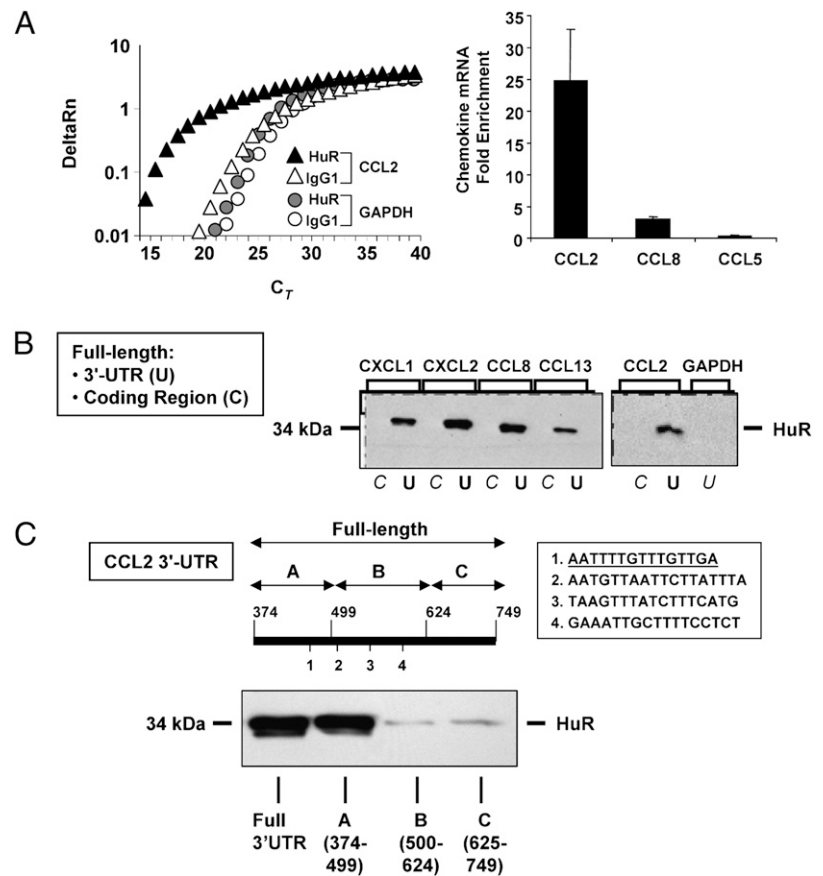 A
DeltaRn
10
1
0.1
0.01
15 20 25 30 35 40
C_T
HuR
IgG1
CCL2
HuR
IgG1
GAPDH
Chemokine mRNA
Fold Enrichment
35
30
25
20
15
10
5
0
CCL2 CCL8 CCL5
B
Full-length:
• 3'-UTR (U)
• Coding Region (C)
CXCL1 CXCL2 CCL8 CCL13 CCL2 GAPDH
34 kDa HuR
C U C U C U C U C U U
C
CCL2 3'-UTR
Full-length
A B C
374 499 624 749
1 2 3 4
1. AATTTTGTTTGTTGA
2. AATGTTAATTCTTATTTA
3. TAAGTTTATCTTTCATG
4. GAAATTGCTTTTCCTCT
34 kDa HuR
Full
3'UTR
A
(374-
499)
B
(500-
624)
C
(625-
749)